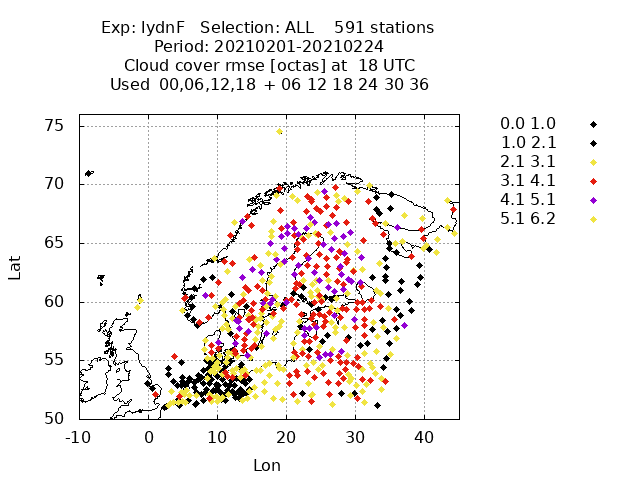 Exp: IydnF   Selection: ALL    591 stations
Period: 20210201-20210224
Cloud cover rmse [octas] at  18 UTC
Used  00,06,12,18  + 06 12 18 24 30 36
0.0 1.0
1.0 2.1
2.1 3.1
3.1 4.1
4.1 5.1
5.1 6.2
75
70
65
60
55
50
Lat
-10 0 10 20 30 40
Lon